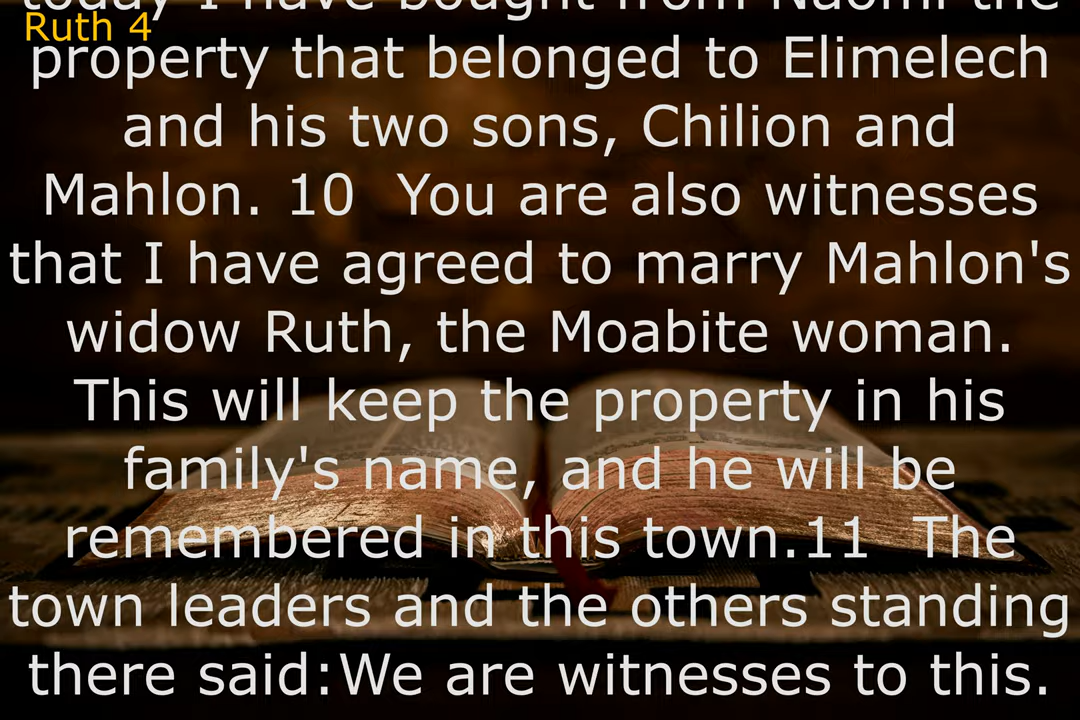 today I have bought from Naomi the
Ruth 4
property that belonged to Elimelech
and his two sons, Chilion and
Mahlon. 10  You are also witnesses
that I have agreed to marry Mahlon's
widow Ruth, the Moabite woman.
This will keep the property in his
family's name, and he will be
remembered in this town.11  The
town leaders and the others standing
there said:We are witnesses to this.